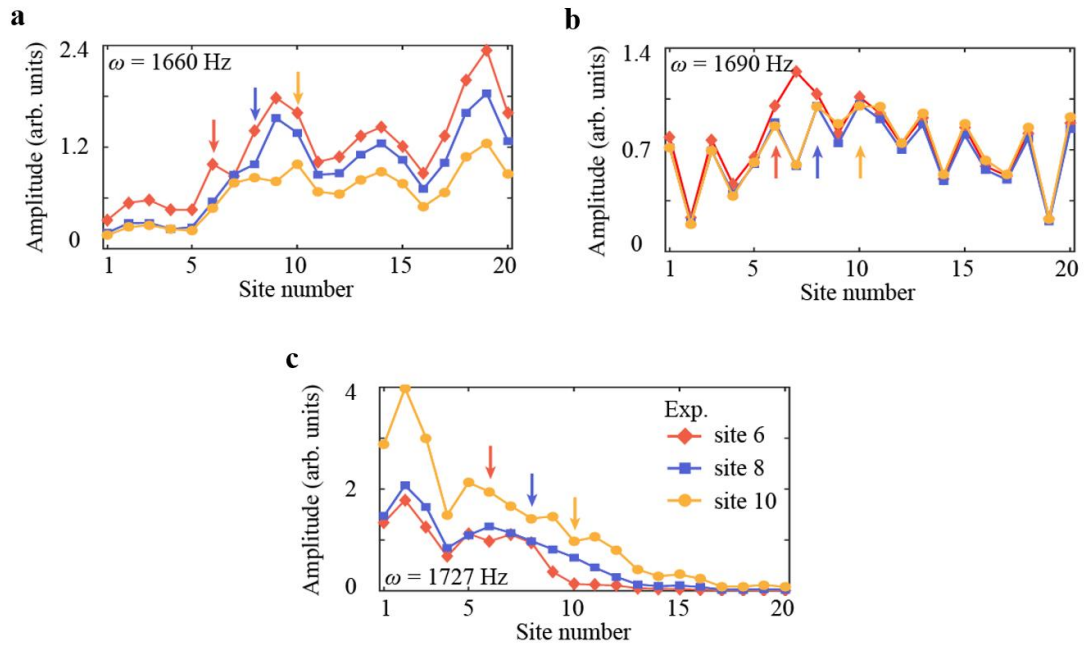 a
2.4
1.2
0
Amplitude (arb. units)
ω = 1660 Hz
1 5 10 15 20
Site number
b
1.4
0.7
0
Amplitude (arb. units)
ω = 1690 Hz
1 5 10 15 20
Site number
c
4
2
0
Amplitude (arb. units)
Exp.
site 6
site 8
site 10
ω = 1727 Hz
1 5 10 15 20
Site number